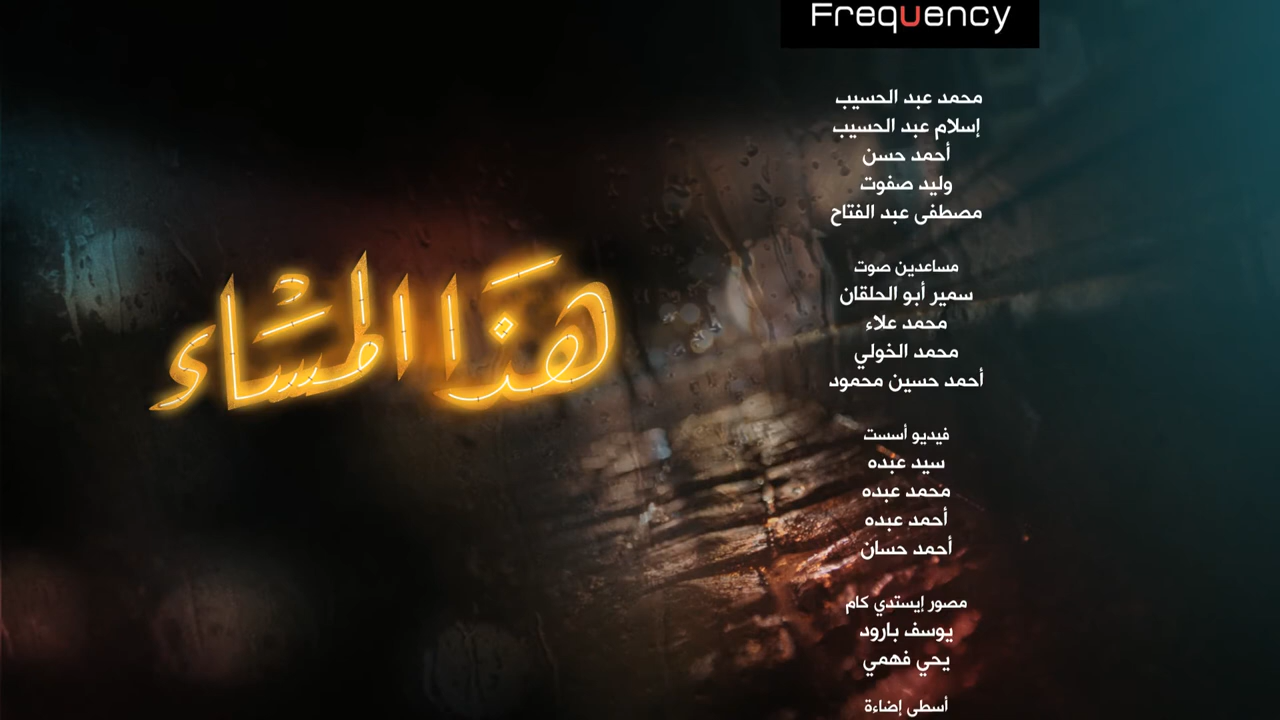 Frequency
محمد عبد الحسيب
إسلام عبد الحسيب
أحمد حسن
وليد صفوت
مصطفى عبد الفتاح
مساعدين صوت
سمير أبو الحلقان
محمد علاء
محمد الخولي
أحمد حسين محمود
فيديو أسست
سيد عبده
محمد عبده
أحمد عبده
أحمد حسان
مصور إيستدي كام
يوسف بارود
يحي فهمي
أسطى إضاءة
هَذَا المسَْاء